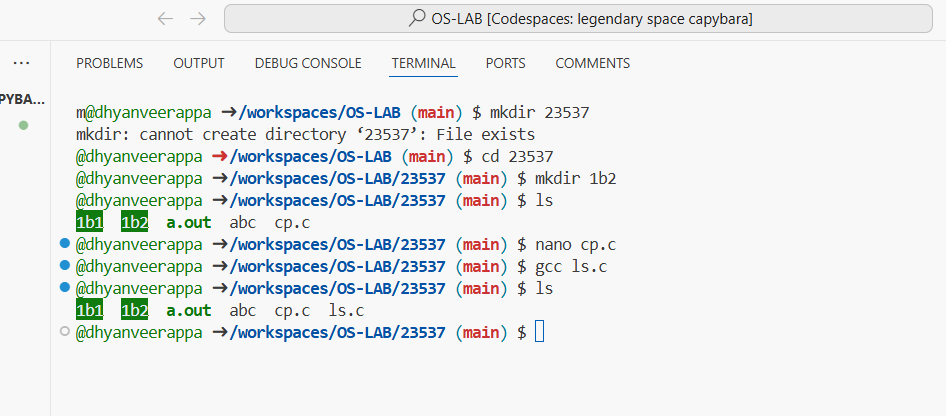 OS-LAB [Codespaces: legendary space capybara]
PROBLEMS OUTPUT DEBUG CONSOLE TERMINAL PORTS COMMENTS
PYBA...
m@dhyanveerappa ➜/workspaces/OS-LAB (main) $ mkdir 23537
mkdir: cannot create directory ‘23537’: File exists
@dhyanveerappa ➜/workspaces/OS-LAB (main) $ cd 23537
@dhyanveerappa ➜/workspaces/OS-LAB/23537 (main) $ mkdir 1b2
@dhyanveerappa ➜/workspaces/OS-LAB/23537 (main) $ ls
1b1 1b2 a.out abc cp.c
@dhyanveerappa ➜/workspaces/OS-LAB/23537 (main) $ nano cp.c
@dhyanveerappa ➜/workspaces/OS-LAB/23537 (main) $ gcc ls.c
@dhyanveerappa ➜/workspaces/OS-LAB/23537 (main) $ ls
1b1 1b2 a.out abc cp.c ls.c
@dhyanveerappa ➜/workspaces/OS-LAB/23537 (main) $